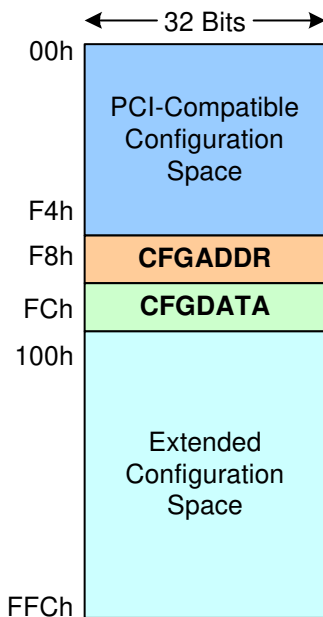 32 Bits
00h
PCI-Compatible
Configuration
Space
F4h
F8h
CFGADDR
FCh
CFGDATA
100h
Extended
Configuration
Space
FFCh